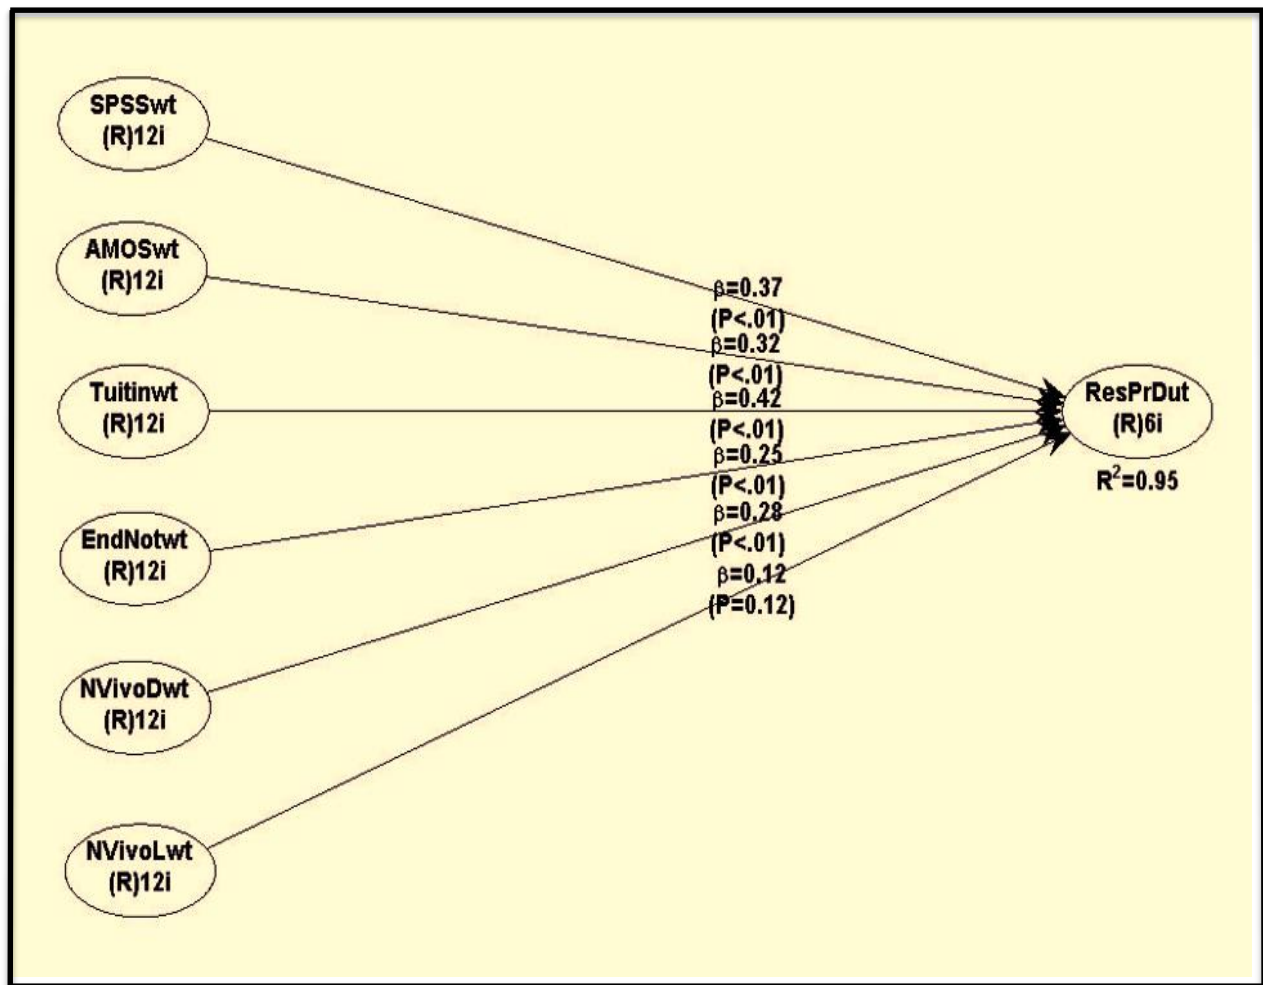 SPSSwt
(R)12i
AMOSwt
(R)12i
Tuitinwt
(R)12i
EndNotwt
(R)12i
NVivoDwt
(R)12i
NVivoLwt
(R)12i
β=0.37
(P<.01)
β=0.32
(P<.01)
β=0.42
(P<.01)
β=0.25
(P<.01)
β=0.28
(P<.01)
β=0.12
(P=0.12)
ResPrDut
(R)6i
R²=0.95